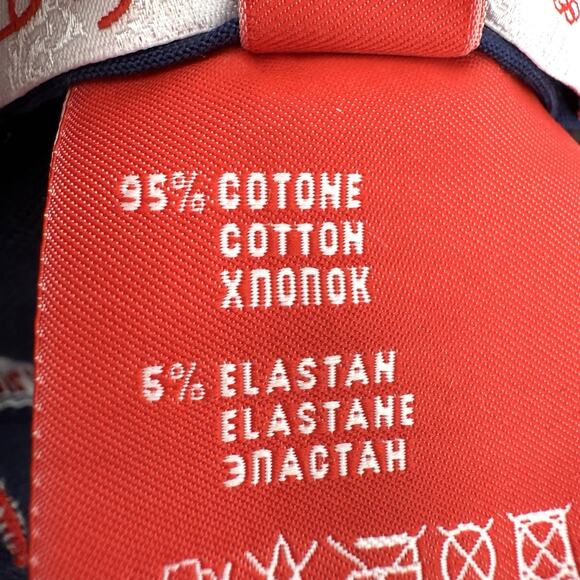 95% COTONE
COTTON
ХЛОПОК
5% ELASTAN
ELASTANE
ЭЛАСТАН